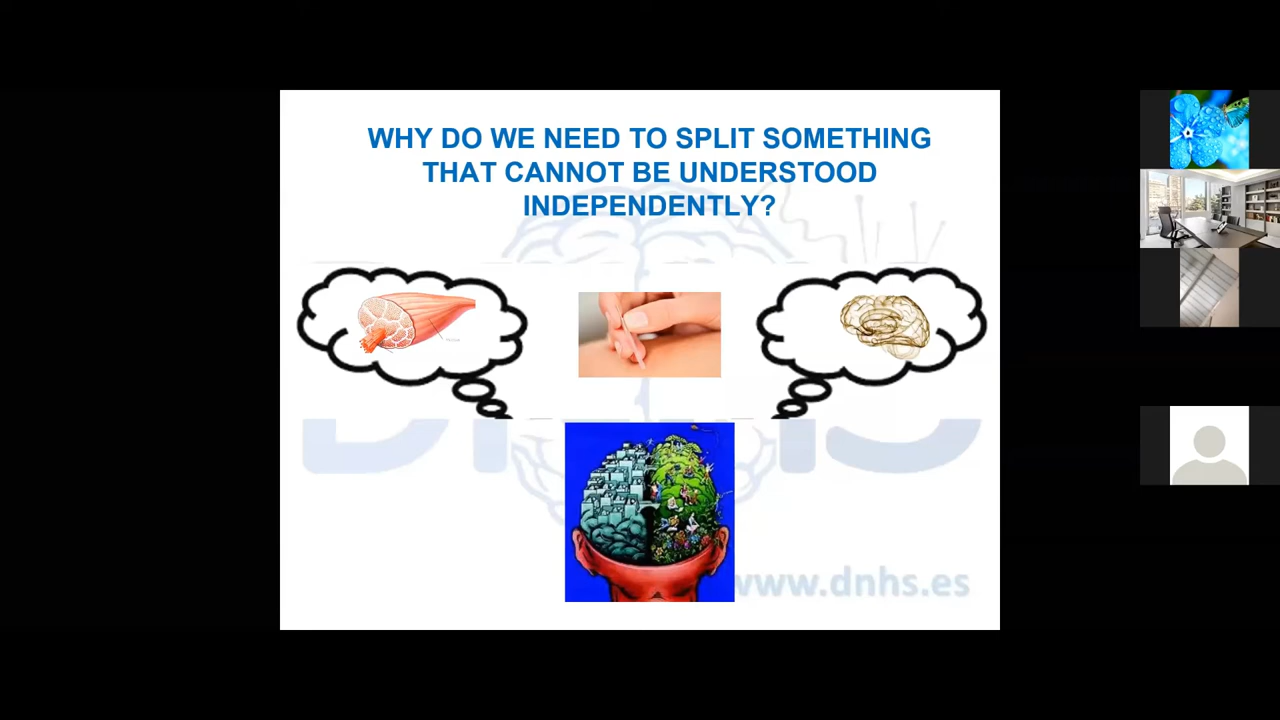 WHY DO WE NEED TO SPLIT SOMETHING
THAT CANNOT BE UNDERSTOOD
INDEPENDENTLY?
www.dnhs.es